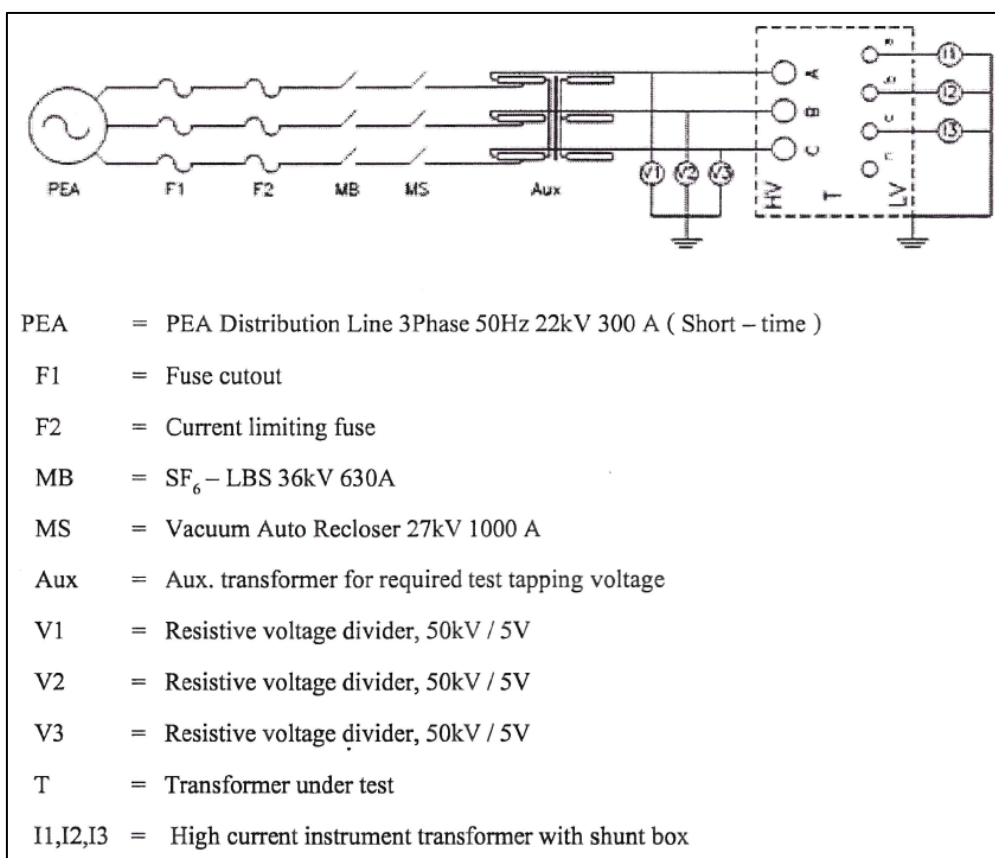 PEA F1 F2 MB MS Aux V1 V2 V3 HV T LV A B C a b c n I1 I2 I3
PEA = PEA Distribution Line 3Phase 50Hz 22kV 300 A ( Short – time )
F1 = Fuse cutout
F2 = Current limiting fuse
MB = SF₆ – LBS 36kV 630A
MS = Vacuum Auto Recloser 27kV 1000 A
Aux = Aux. transformer for required test tapping voltage
V1 = Resistive voltage divider, 50kV / 5V
V2 = Resistive voltage divider, 50kV / 5V
V3 = Resistive voltage divider, 50kV / 5V
T = Transformer under test
I1,I2,I3 = High current instrument transformer with shunt box